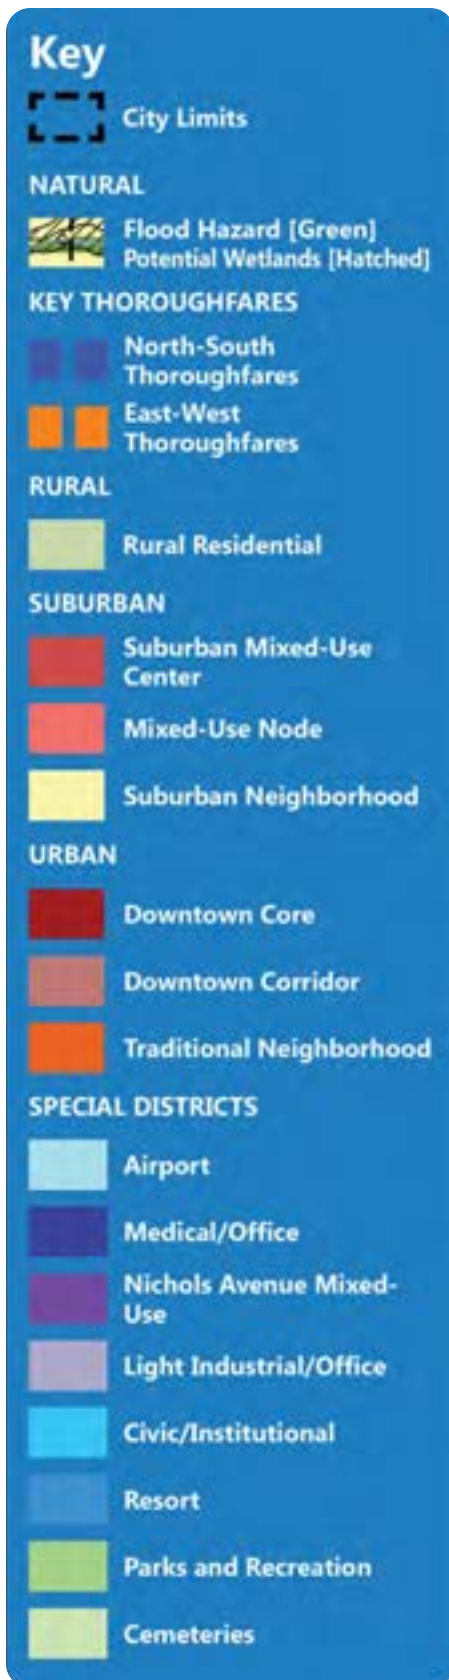 Key
City Limits
NATURAL
Flood Hazard [Green]
Potential Wetlands [Hatched]
KEY THOROUGHFARES
North-South
Thoroughfares
East-West
Thoroughfares
RURAL
Rural Residential
SUBURBAN
Suburban Mixed-Use
Center
Mixed-Use Node
Suburban Neighborhood
URBAN
Downtown Core
Downtown Corridor
Traditional Neighborhood
SPECIAL DISTRICTS
Airport
Medical/Office
Nichols Avenue Mixed-
Use
Light Industrial/Office
Civic/Institutional
Resort
Parks and Recreation
Cemeteries